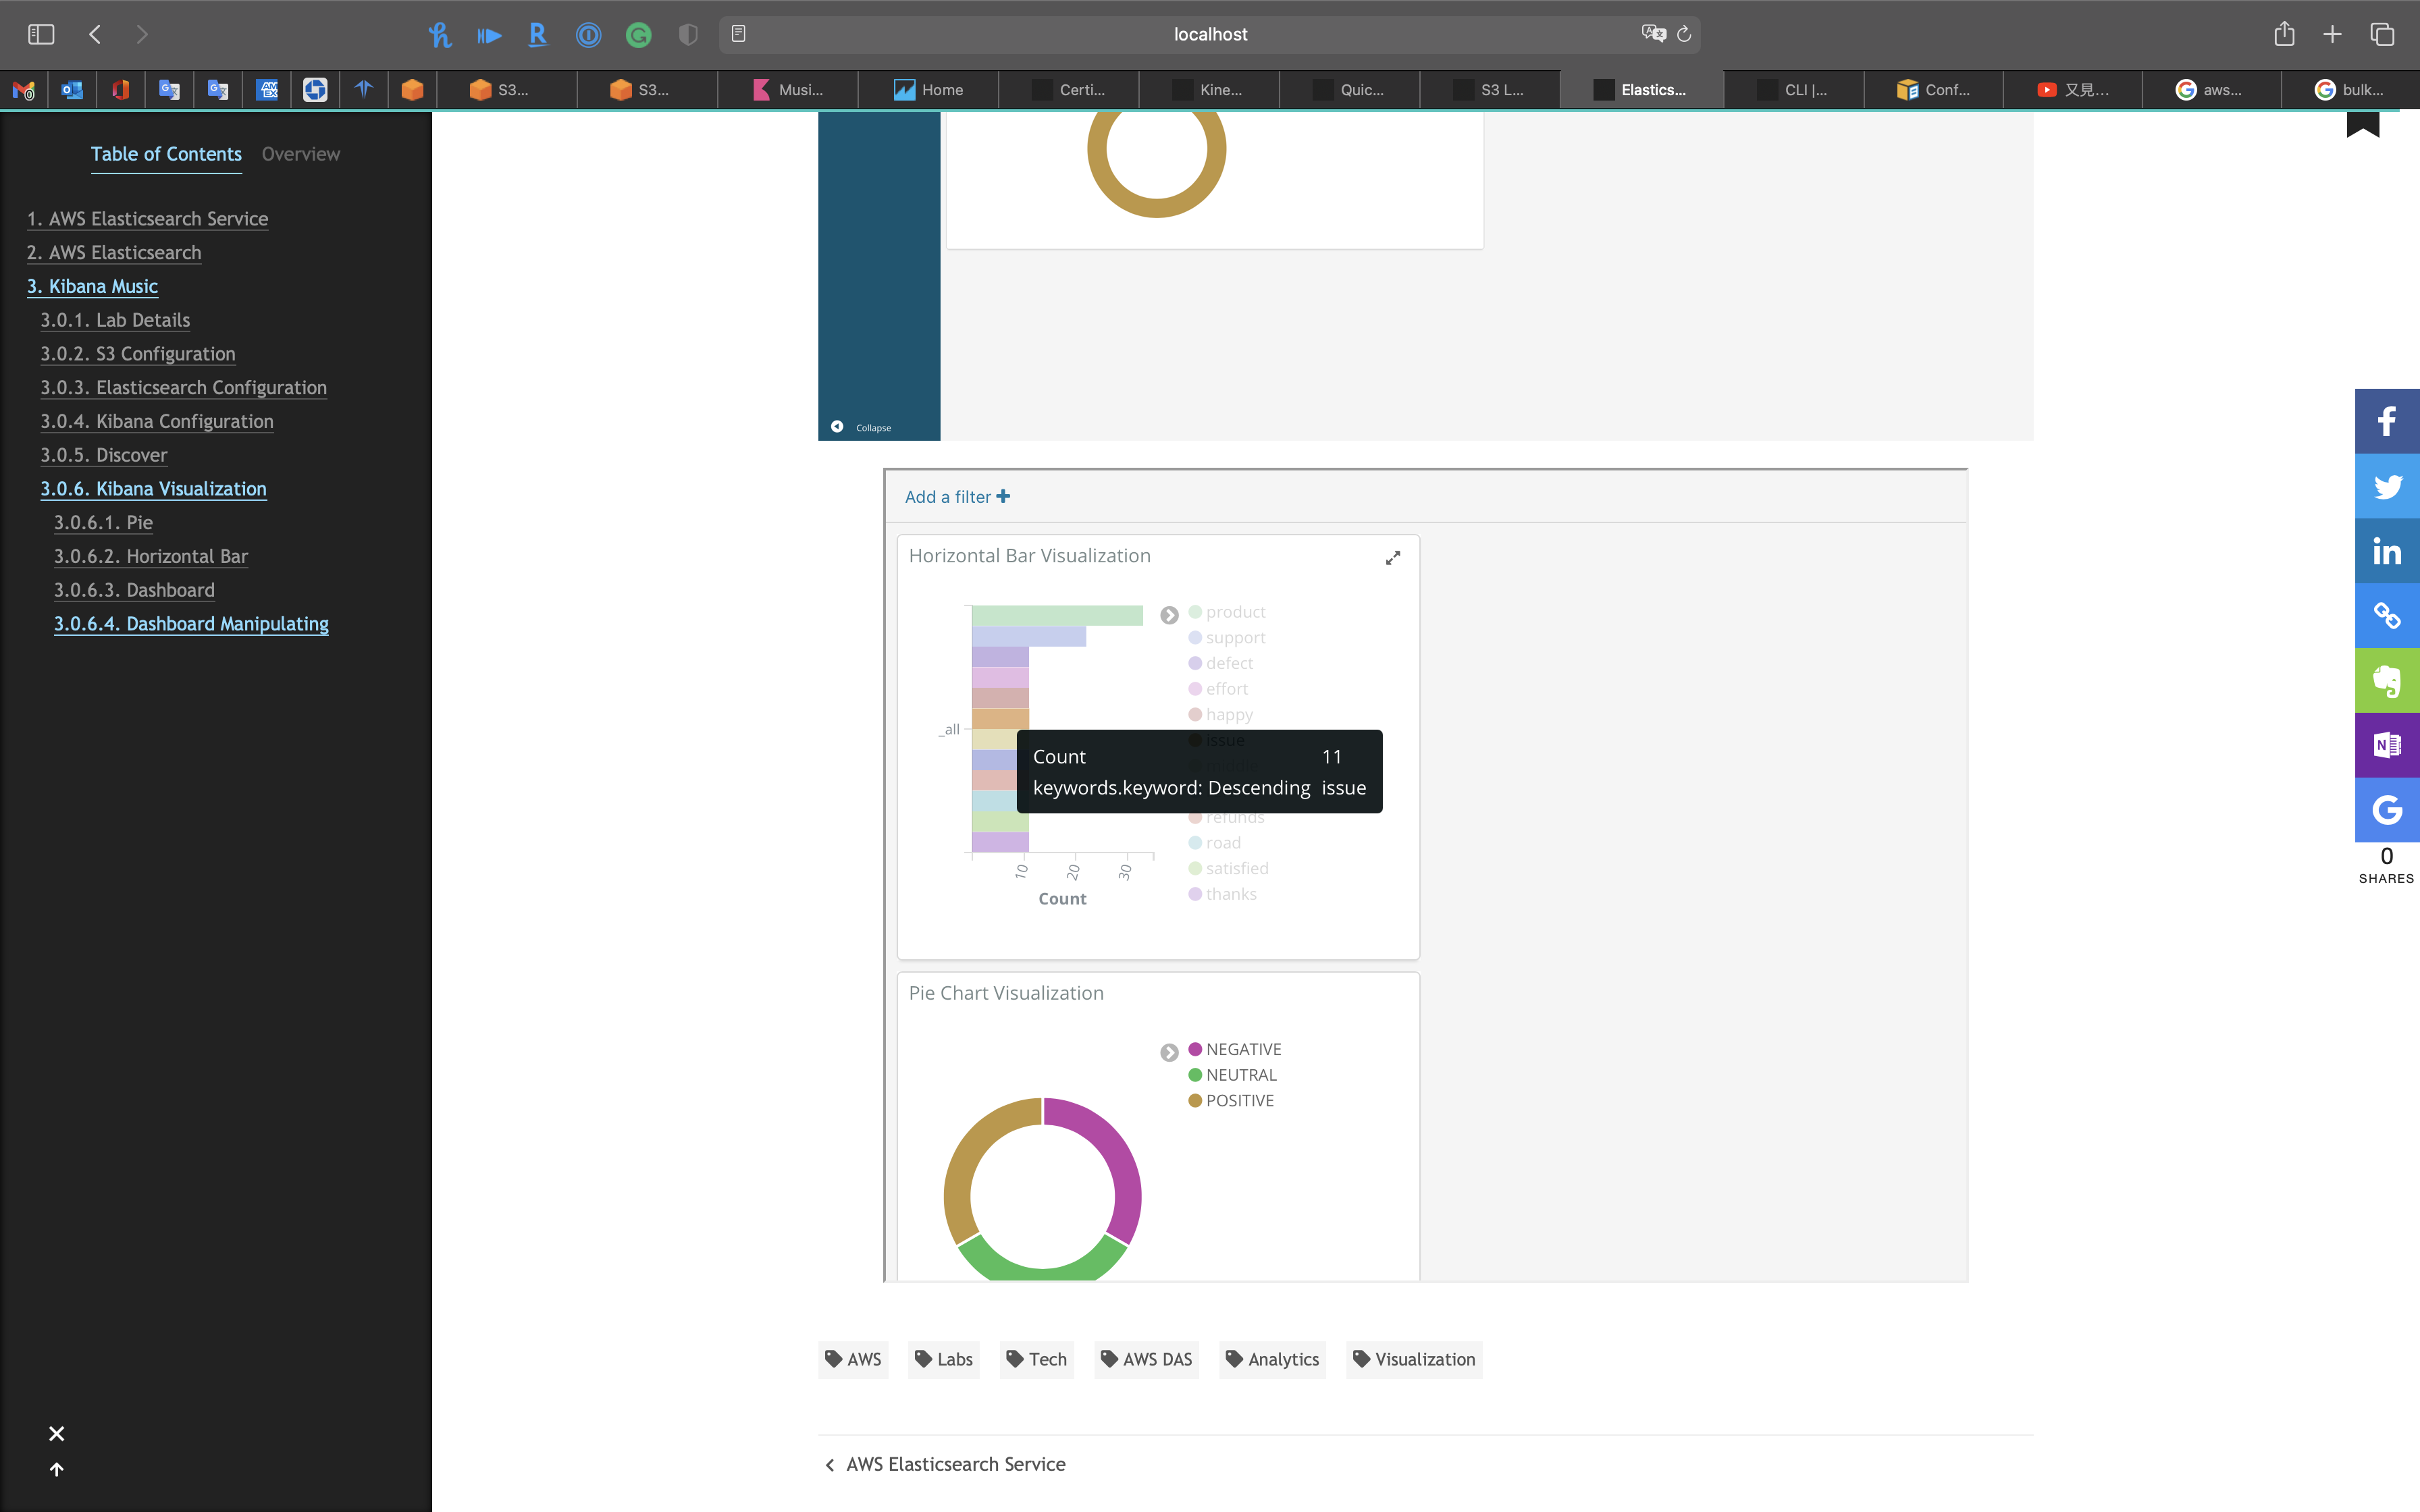 localhost
S3...
S3...
Musi...
Home
Certi...
Kine...
Quic...
S3 L...
Elastics...
CLI |...
Conf...
又見...
aws...
bulk...
Table of Contents
Overview
1. AWS Elasticsearch Service
2. AWS Elasticsearch
3. Kibana Music
3.0.1. Lab Details
3.0.2. S3 Configuration
3.0.3. Elasticsearch Configuration
3.0.4. Kibana Configuration
3.0.5. Discover
3.0.6. Kibana Visualization
3.0.6.1. Pie
3.0.6.2. Horizontal Bar
3.0.6.3. Dashboard
3.0.6.4. Dashboard Manipulating
Collapse
Add a filter
Horizontal Bar Visualization
product
support
defect
effort
happy
issue
_all
Count 11
keywords.keyword: Descending issue
refunds
road
satisfied
thanks
10
20
30
Count
Pie Chart Visualization
NEGATIVE
NEUTRAL
POSITIVE
AWS
Labs
Tech
AWS DAS
Analytics
Visualization
AWS Elasticsearch Service
0
SHARES